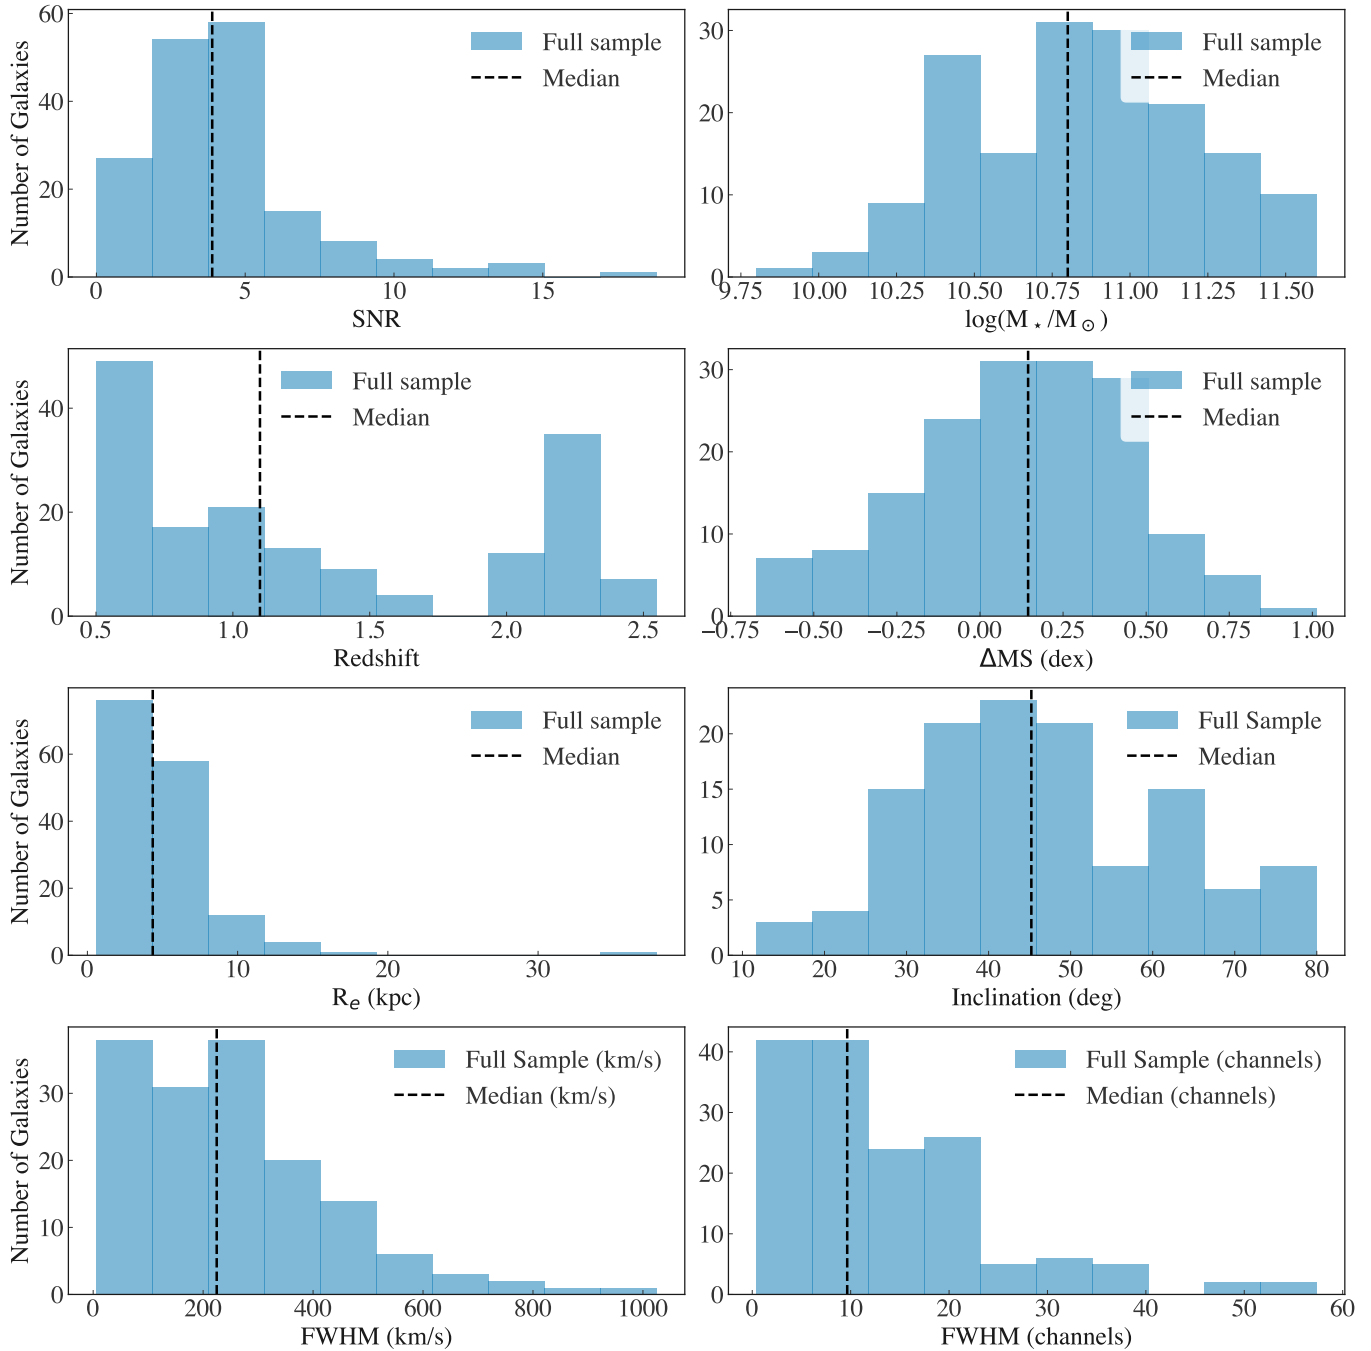 Number of Galaxies
60
40
20
0
0 5 10 15
SNR
Full sample
Median
30
20
10
0
9.75 10.00 10.25 10.50 10.75 11.00 11.25 11.50
log(M⋆/M⊙)
Full sample
Median
Number of Galaxies
40
20
0
0.5 1.0 1.5 2.0 2.5
Redshift
Full sample
Median
30
20
10
0
−0.75 −0.50 −0.25 0.00 0.25 0.50 0.75 1.00
ΔMS (dex)
Full sample
Median
Number of Galaxies
60
40
20
0
0 10 20 30
Re (kpc)
Full sample
Median
20
15
10
5
0
10 20 30 40 50 60 70 80
Inclination (deg)
Full Sample
Median
Number of Galaxies
30
20
10
0
0 200 400 600 800 1000
FWHM (km/s)
Full Sample (km/s)
Median (km/s)
40
30
20
10
0
0 10 20 30 40 50 60
FWHM (channels)
Full Sample (channels)
Median (channels)